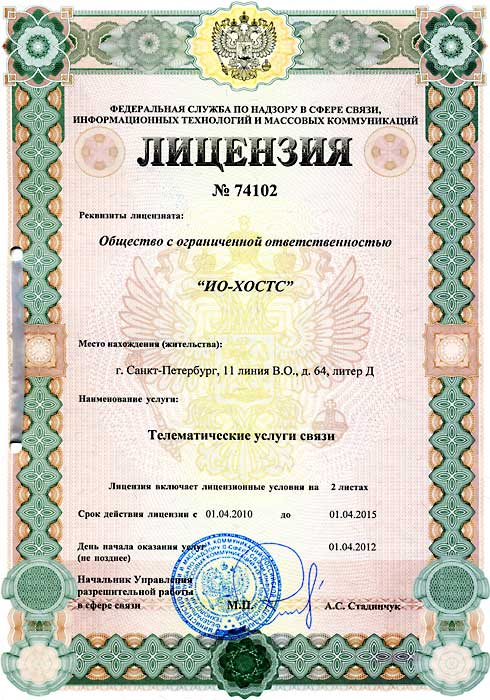 ФЕДЕРАЛЬНАЯ СЛУЖБА ПО НАДЗОРУ В СФЕРЕ СВЯЗИ,
ИНФОРМАЦИОННЫХ ТЕХНОЛОГИЙ И МАССОВЫХ КОММУНИКАЦИЙ
ЛИЦЕНЗИЯ
№ 74102
Реквизиты лицензиата:
Общество с ограниченной ответственностью
"ИО-ХОСТС"
Место нахождения (жительства):
г. Санкт-Петербург, 11 линия В.О., д. 64, литер Д
Наименование услуги:
Телематические услуги связи
Лицензия включает лицензионные условия на 2 листах
Срок действия лицензии с 01.04.2010 до 01.04.2015
День начала оказания услуг 01.04.2012
(не позднее)
Начальник Управления
разрешительной работы
в сфере связи М.П. А.С. Стадничук